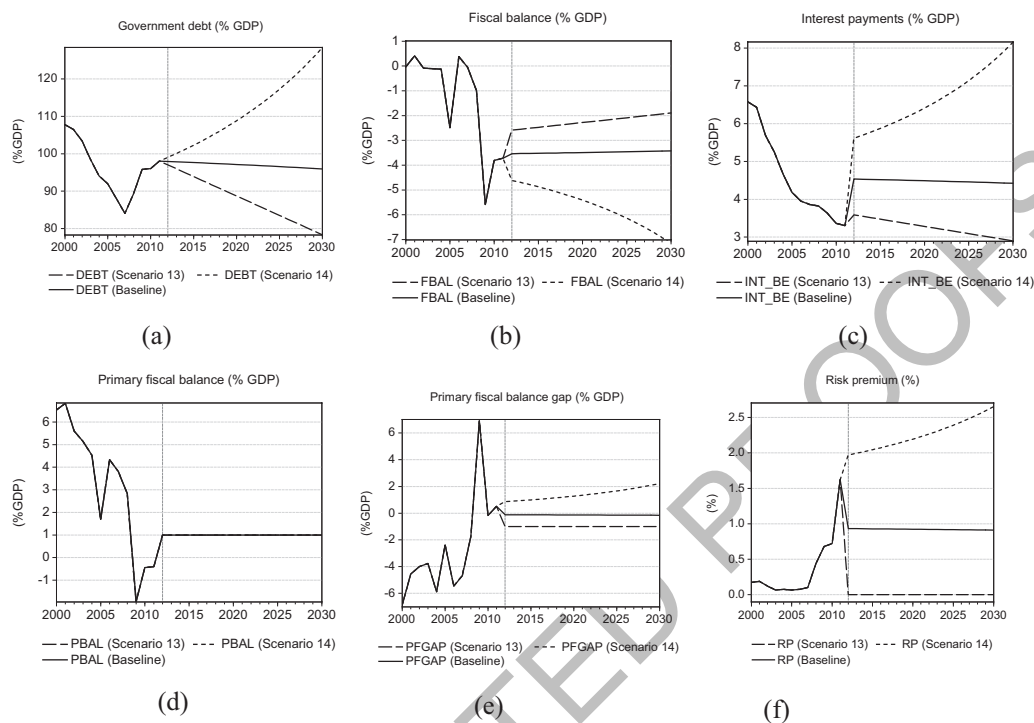 Government debt (% GDP)
(%GDP)
120
110
100
90
80
2000 2005 2010 2015 2020 2025 2030
DEBT (Scenario 13) DEBT (Scenario 14)
DEBT (Baseline)
(a)
Fiscal balance (% GDP)
(%GDP)
1
0
-1
-2
-3
-4
-5
-6
-7
2000 2005 2010 2015 2020 2025 2030
FBAL (Scenario 13) FBAL (Scenario 14)
FBAL (Baseline)
(b)
Interest payments (% GDP)
(%GDP)
8
7
6
5
4
3
2000 2005 2010 2015 2020 2025 2030
INT_BE (Scenario 13) INT_BE (Scenario 14)
INT_BE (Baseline)
(c)
Primary fiscal balance (% GDP)
(%GDP)
6
5
4
3
2
1
0
-1
2000 2005 2010 2015 2020 2025 2030
PBAL (Scenario 13) PBAL (Scenario 14)
PBAL (Baseline)
(d)
Primary fiscal balance gap (% GDP)
(%GDP)
6
4
2
0
-2
-4
-6
2000 2005 2010 2015 2020 2025 2030
PFGAP (Scenario 13) PFGAP (Scenario 14)
PFGAP (Baseline)
(e)
Risk premium (%)
(%)
2.5
2.0
1.5
1.0
0.5
0.0
2000 2005 2010 2015 2020 2025 2030
RP (Scenario 13) RP (Scenario 14)
RP (Baseline)
(f)